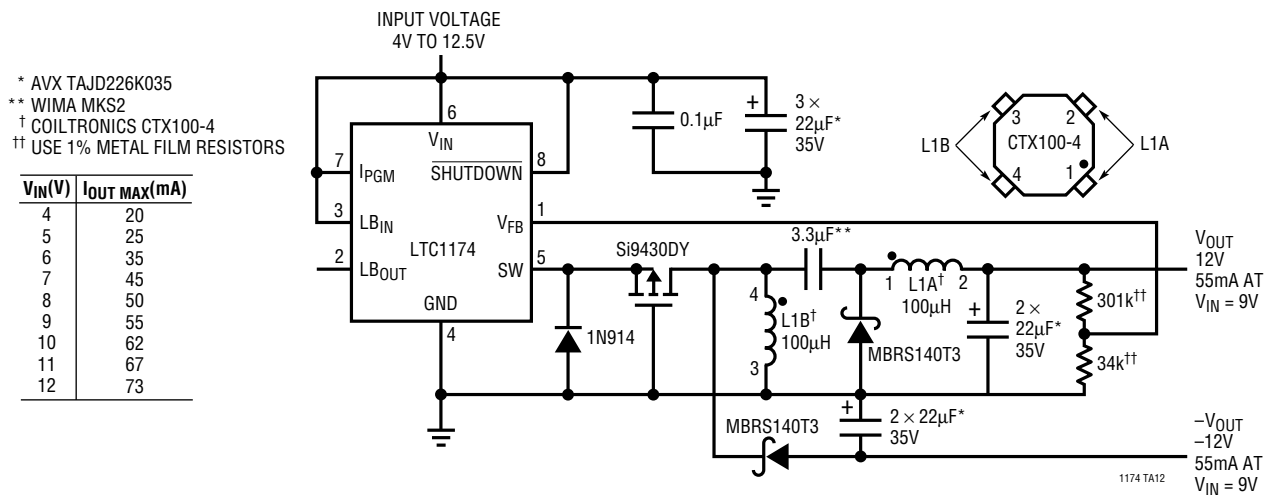 INPUT VOLTAGE
4V TO 12.5V
* AVX TAJD226K035
** WIMA MKS2
† COILTRONICS CTX100-4
†† USE 1% METAL FILM RESISTORS
VIN(V) IOUT MAX(mA)
4 20
5 25
6 35
7 45
8 50
9 55
10 62
11 67
12 73
6
VIN
7
IPGM
SHUTDOWN
8
3
LBIN
VFB
1
LTC1174
2
LBOUT
SW
5
GND
4
0.1µF
+
3 ×
22µF*
35V
3
2
CTX100-4
4
1
L1B
L1A
Si9430DY
1N914
3.3µF**
4
L1B†
100µH
3
1
L1A†
2
100µH
MBRS140T3
+
2 ×
22µF*
35V
301k††
34k††
VOUT
12V
55mA AT
VIN = 9V
MBRS140T3
+
2 × 22µF*
35V
–VOUT
–12V
55mA AT
VIN = 9V
1174 TA12